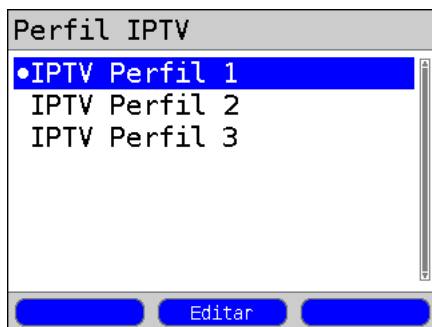 Perfil IPTV
•IPTV Perfil 1
IPTV Perfil 2
IPTV Perfil 3
Editar